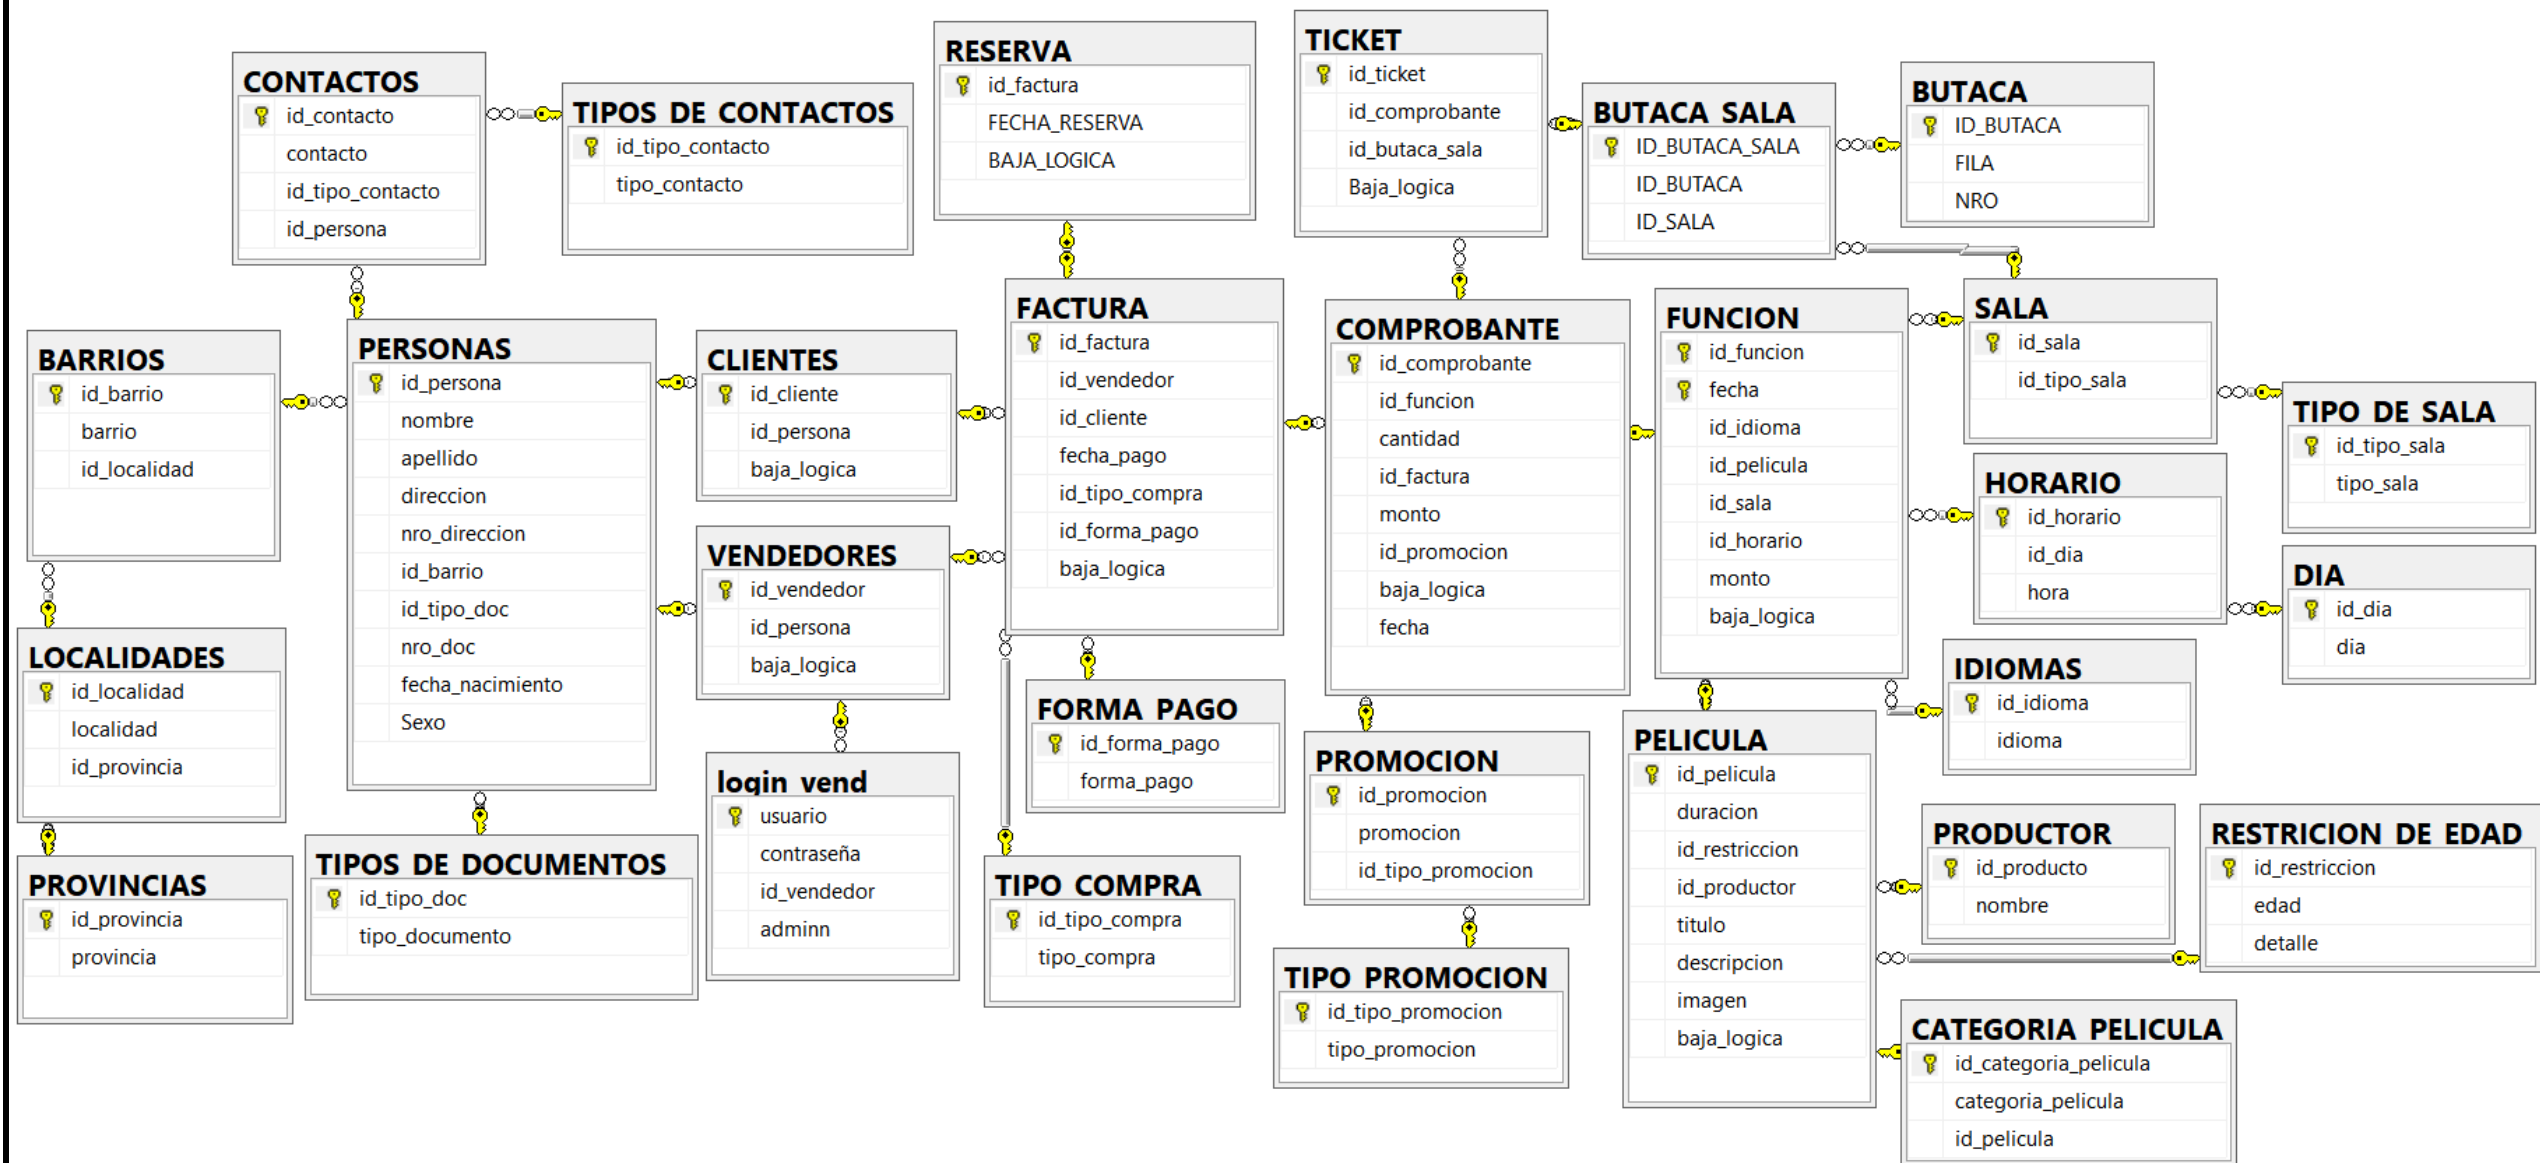 CONTACTOS
id_contacto
contacto
id_tipo_contacto
id_persona
TIPOS DE CONTACTOS
id_tipo_contacto
tipo_contacto
RESERVA
id_factura
FECHA_RESERVA
BAJA_LOGICA
TICKET
id_ticket
id_comprobante
id_butaca_sala
Baja_logica
BUTACA SALA
ID_BUTACA_SALA
ID_BUTACA
ID_SALA
BUTACA
ID_BUTACA
FILA
NRO
BARRIOS
id_barrio
barrio
id_localidad
PERSONAS
id_persona
nombre
apellido
direccion
nro_direccion
id_barrio
id_tipo_doc
nro_doc
fecha_nacimiento
Sexo
CLIENTES
id_cliente
id_persona
baja_logica
VENDEDORES
id_vendedor
id_persona
baja_logica
FACTURA
id_factura
id_vendedor
id_cliente
fecha_pago
id_tipo_compra
id_forma_pago
baja_logica
COMPROBANTE
id_comprobante
id_funcion
cantidad
id_factura
monto
id_promocion
baja_logica
fecha
FUNCION
id_funcion
fecha
id_idioma
id_pelicula
id_sala
id_horario
monto
baja_logica
SALA
id_sala
id_tipo_sala
TIPO DE SALA
id_tipo_sala
tipo_sala
HORARIO
id_horario
id_dia
hora
DIA
id_dia
dia
IDIOMAS
id_idioma
idioma
LOCALIDADES
id_localidad
localidad
id_provincia
PROVINCIAS
id_provincia
provincia
TIPOS DE DOCUMENTOS
id_tipo_doc
tipo_documento
login vend
usuario
contraseña
id_vendedor
adminn
FORMA PAGO
id_forma_pago
forma_pago
TIPO COMPRA
id_tipo_compra
tipo_compra
PROMOCION
id_promocion
promocion
id_tipo_promocion
TIPO PROMOCION
id_tipo_promocion
tipo_promocion
PELICULA
id_pelicula
duracion
id_restriccion
id_productor
titulo
descripcion
imagen
baja_logica
PRODUCTOR
id_producto
nombre
RESTRICION DE EDAD
id_restriccion
edad
detalle
CATEGORIA PELICULA
id_categoria_pelicula
categoria_pelicula
id_pelicula